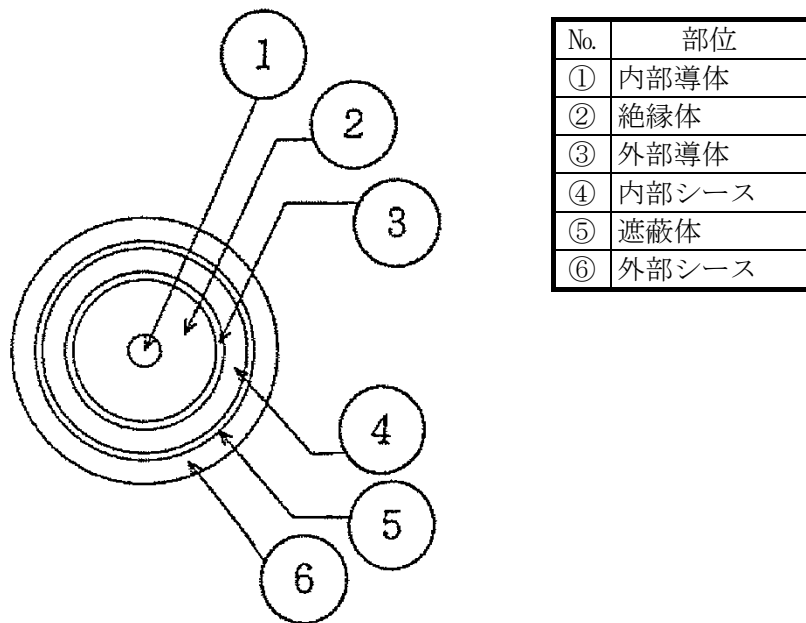 1
2
3
4
5
6
No. 部位
① 内部導体
② 絶縁体
③ 外部導体
④ 内部シース
⑤ 遮蔽体
⑥ 外部シース